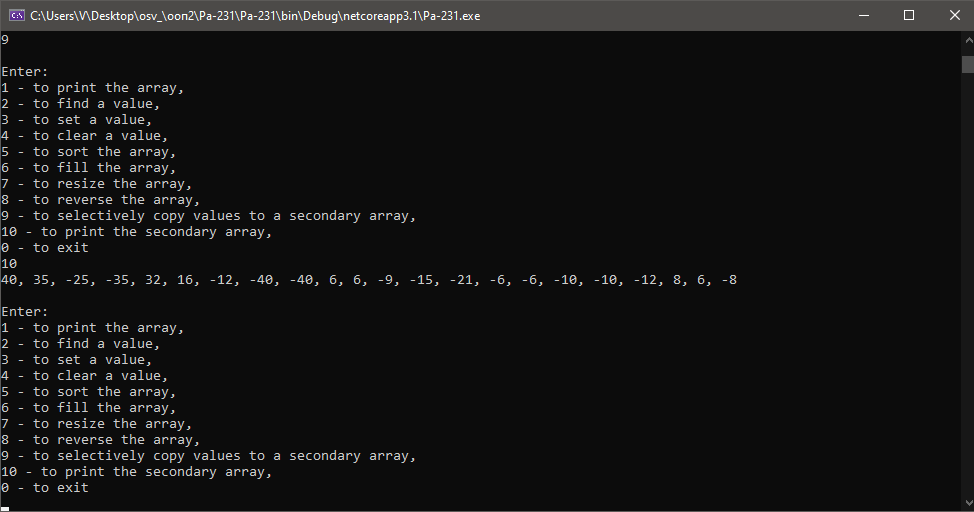 C:\Users\V\Desktop\osv_\oon2\Pa-231\Pa-231\bin\Debug\netcoreapp3.1\Pa-231.exe
9
Enter:
1 - to print the array,
2 - to find a value,
3 - to set a value,
4 - to clear a value,
5 - to sort the array,
6 - to fill the array,
7 - to resize the array,
8 - to reverse the array,
9 - to selectively copy values to a secondary array,
10 - to print the secondary array,
0 - to exit
10
40, 35, -25, -35, 32, 16, -12, -40, -40, 6, 6, -9, -15, -21, -6, -6, -10, -10, -12, 8, 6, -8
Enter:
1 - to print the array,
2 - to find a value,
3 - to set a value,
4 - to clear a value,
5 - to sort the array,
6 - to fill the array,
7 - to resize the array,
8 - to reverse the array,
9 - to selectively copy values to a secondary array,
10 - to print the secondary array,
0 - to exit